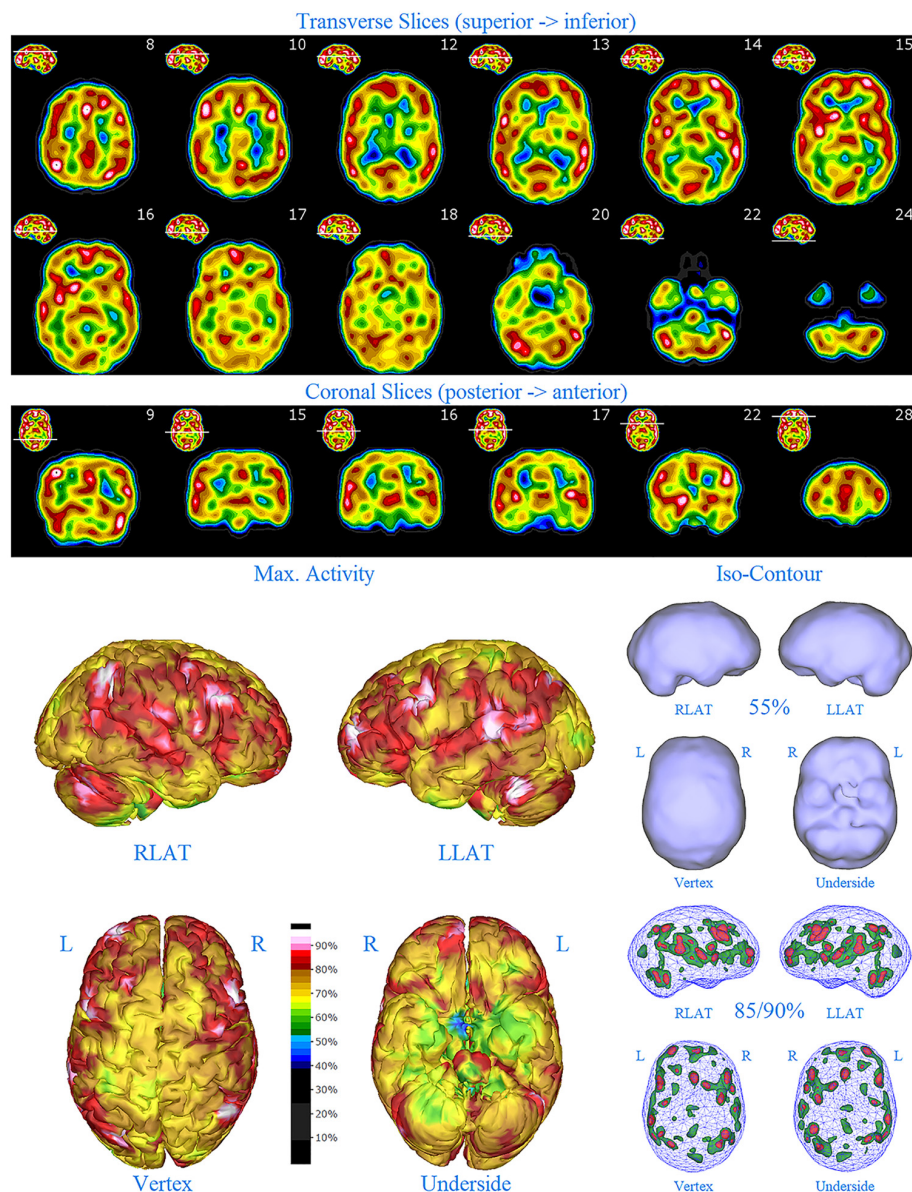 Transverse Slices (superior -> inferior)
8 10 12 13 14 15
16 17 18 20 22 24
Coronal Slices (posterior -> anterior)
9 15 16 17 22 28
Max. Activity
Iso-Contour
RLAT 55% LLAT
L R R L
RLAT LLAT
Vertex Underside
L R R L
90%
80%
70%
60%
50%
40%
30%
10%
RLAT 85/90% LLAT
L R R L
Vertex Underside
Vertex Underside